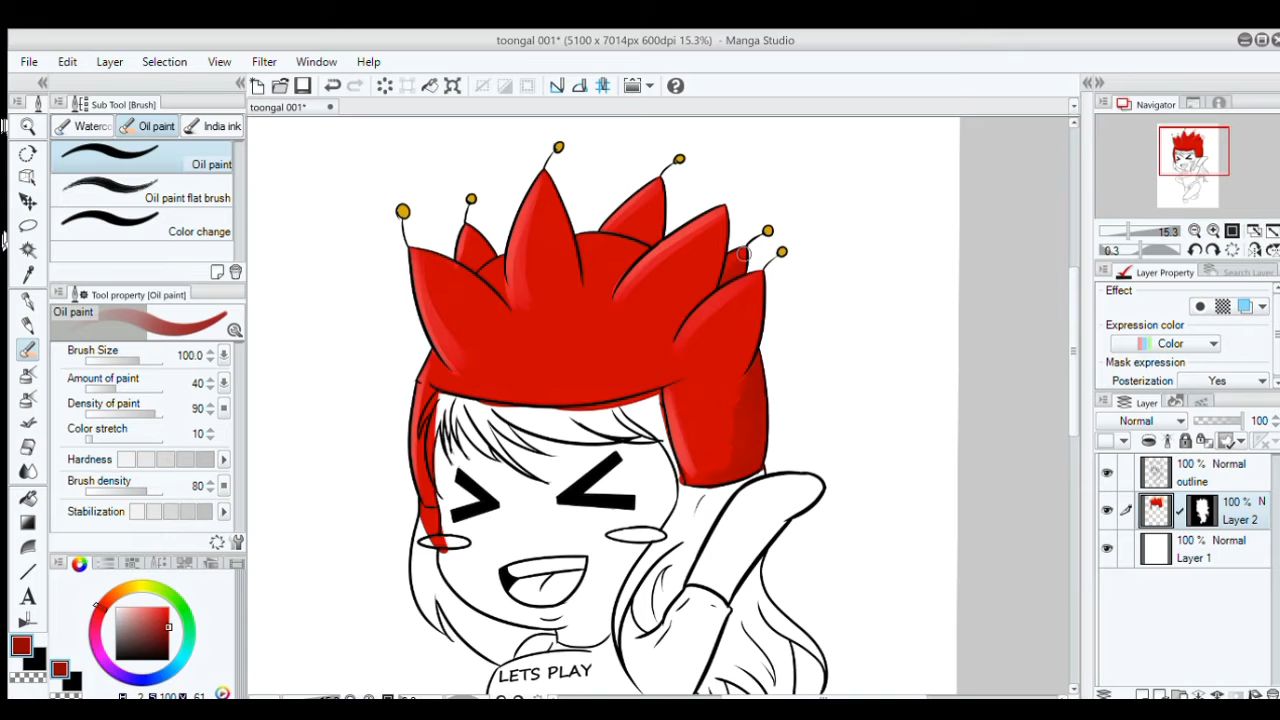 toongal 001* (5100 x 7014px 600dpi 15.3%) - Manga Studio
File Edit Layer Selection View Filter Window Help
Sub Tool [Brush]
toongal 001*
Navigator
Waterco Oil paint India ink
Oil paint
Oil paint flat brush
Color change
15.3
0.3
Layer Property Search Layer
Tool property [Oil paint]
Oil paint
Effect
Expression color
Color
Mask expression
Posterization Yes
Brush Size 100.0
Amount of paint 40
Density of paint 90
Color stretch 10
Hardness
Brush density 80
Stabilization
Layer
Normal 100
100 % Normal
outline
100 % N
Layer 2
100 % Normal
Layer 1
LETS PLAY